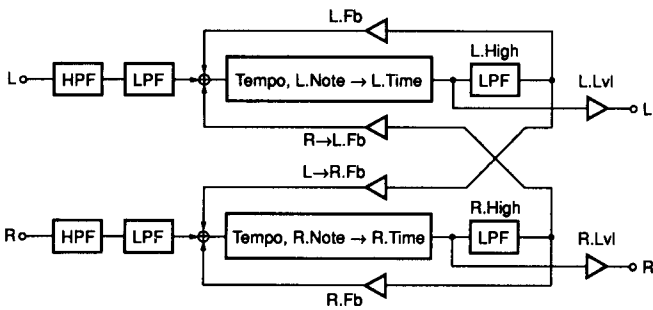 L.Fb
L.High
L HPF LPF Tempo, L.Note → L.Time LPF L.Lvl
L
R→L.Fb
L→R.Fb
R.High
R HPF LPF Tempo, R.Note → R.Time LPF R.Lvl
R
R.Fb